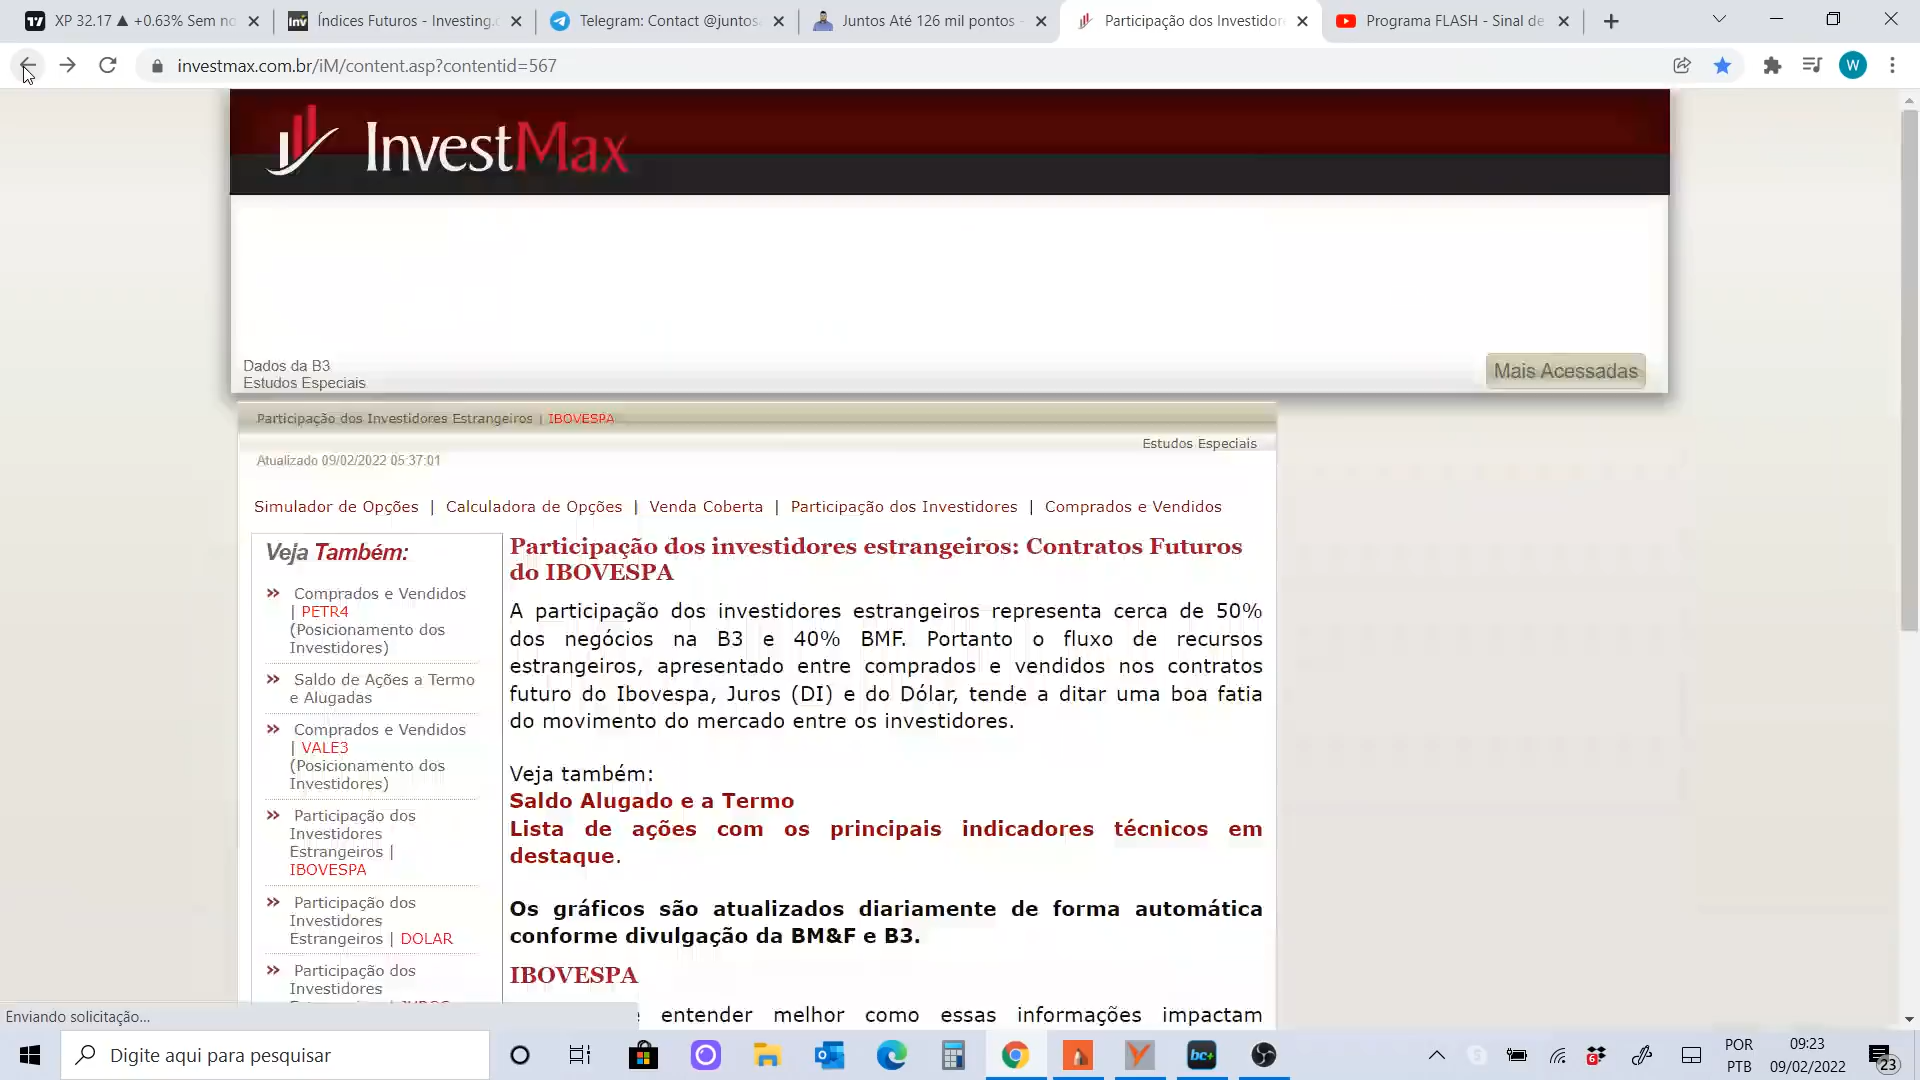 XP 32.17 ▲ +0.63% Sem no
Índices Futuros - Investing.
Telegram: Contact @juntos
Juntos Até 126 mil pontos -
Participação dos Investidor
Programa FLASH - Sinal de
investmax.com.br/iM/content.asp?contentid=567
W
InvestMax
Dados da B3
Estudos Especiais
Mais Acessadas
Participação dos Investidores Estrangeiros | IBOVESPA
Estudos Especiais
Atualizado 09/02/2022 05:37:01
Simulador de Opções | Calculadora de Opções | Venda Coberta | Participação dos Investidores | Comprados e Vendidos
Veja Também:
Comprados e Vendidos
| PETR4
(Posicionamento dos
Investidores)
Saldo de Ações a Termo
e Alugadas
Comprados e Vendidos
| VALE3
(Posicionamento dos
Investidores)
Participação dos
Investidores
Estrangeiros |
IBOVESPA
Participação dos
Investidores
Estrangeiros | DOLAR
Participação dos
Investidores
Participação dos investidores estrangeiros: Contratos Futuros
do IBOVESPA
A participação dos investidores estrangeiros representa cerca de 50%
dos negócios na B3 e 40% BMF. Portanto o fluxo de recursos
estrangeiros, apresentado entre comprados e vendidos nos contratos
futuro do Ibovespa, Juros (DI) e do Dólar, tende a ditar uma boa fatia
do movimento do mercado entre os investidores.
Veja também:
Saldo Alugado e a Termo
Lista de ações com os principais indicadores técnicos em
destaque.
Os gráficos são atualizados diariamente de forma automática
conforme divulgação da BM&F e B3.
IBOVESPA
entender melhor como essas informações impactam
Enviando solicitação...
Digite aqui para pesquisar
bc+
6
POR
PTB
09:23
09/02/2022
23